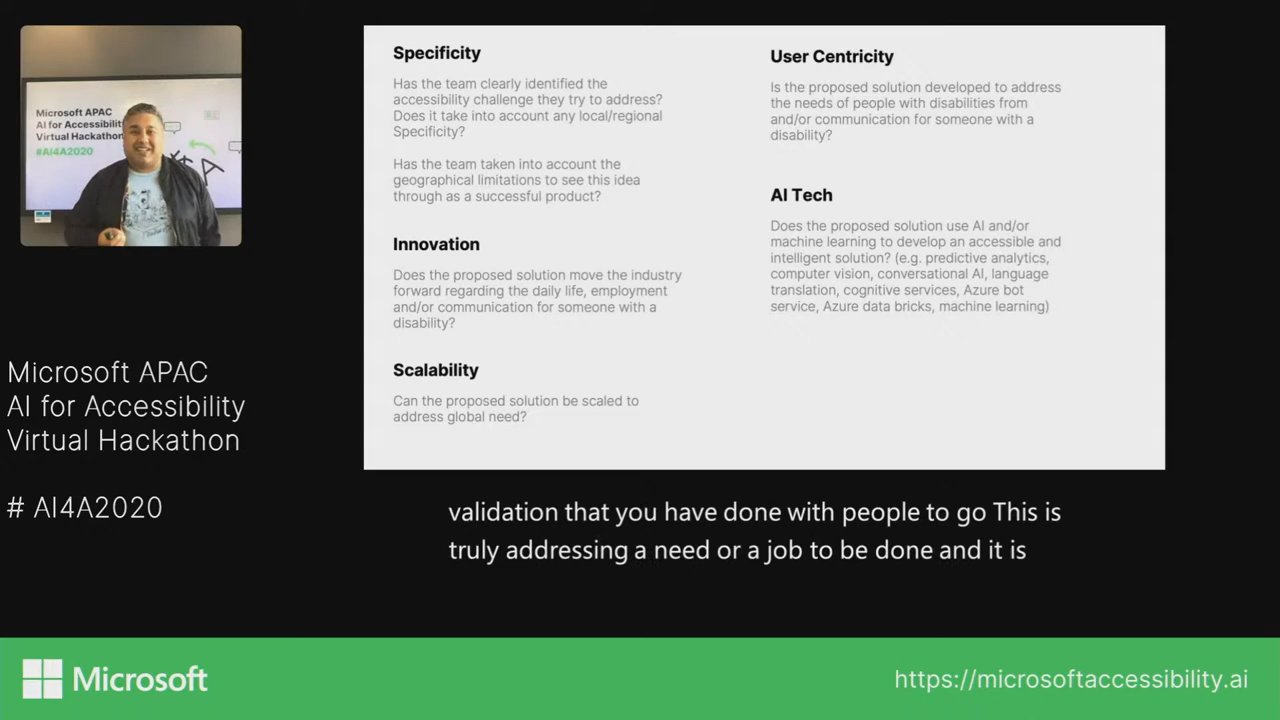 Microsoft APAC
AI for Accessibility
Virtual Hackathon
#AI4A2020
Microsoft APAC
AI for Accessibility
Virtual Hackathon
# AI4A2020
Specificity
Has the team clearly identified the
accessibility challenge they try to address?
Does it take into account any local/regional
Specificity?
Has the team taken into account the
geographical limitations to see this idea
through as a successful product?
Innovation
Does the proposed solution move the industry
forward regarding the daily life, employment
and/or communication for someone with a
disability?
Scalability
Can the proposed solution be scaled to
address global need?
User Centricity
Is the proposed solution developed to address
the needs of people with disabilities from
and/or communication for someone with a
disability?
AI Tech
Does the proposed solution use AI and/or
machine learning to develop an accessible and
intelligent solution? (e.g. predictive analytics,
computer vision, conversational AI, language
translation, cognitive services, Azure bot
service, Azure data bricks, machine learning)
validation that you have done with people to go This is
truly addressing a need or a job to be done and it is
Microsoft
https://microsoftaccessibility.ai